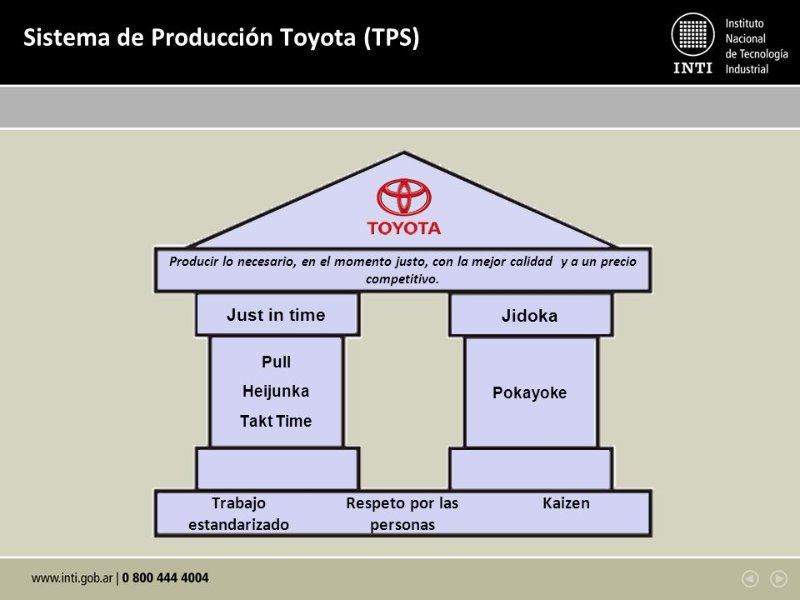 Sistema de Producción Toyota (TPS)
INTI
Instituto
Nacional
de Tecnología
Industrial
TOYOTA
Producir lo necesario, en el momento justo, con la mejor calidad y a un precio
competitivo.
Just in time
Jidoka
Pull
Heijunka
Takt Time
Pokayoke
Trabajo
estandarizado
Respeto por las
personas
Kaizen
www.inti.gob.ar | 0 800 444 4004